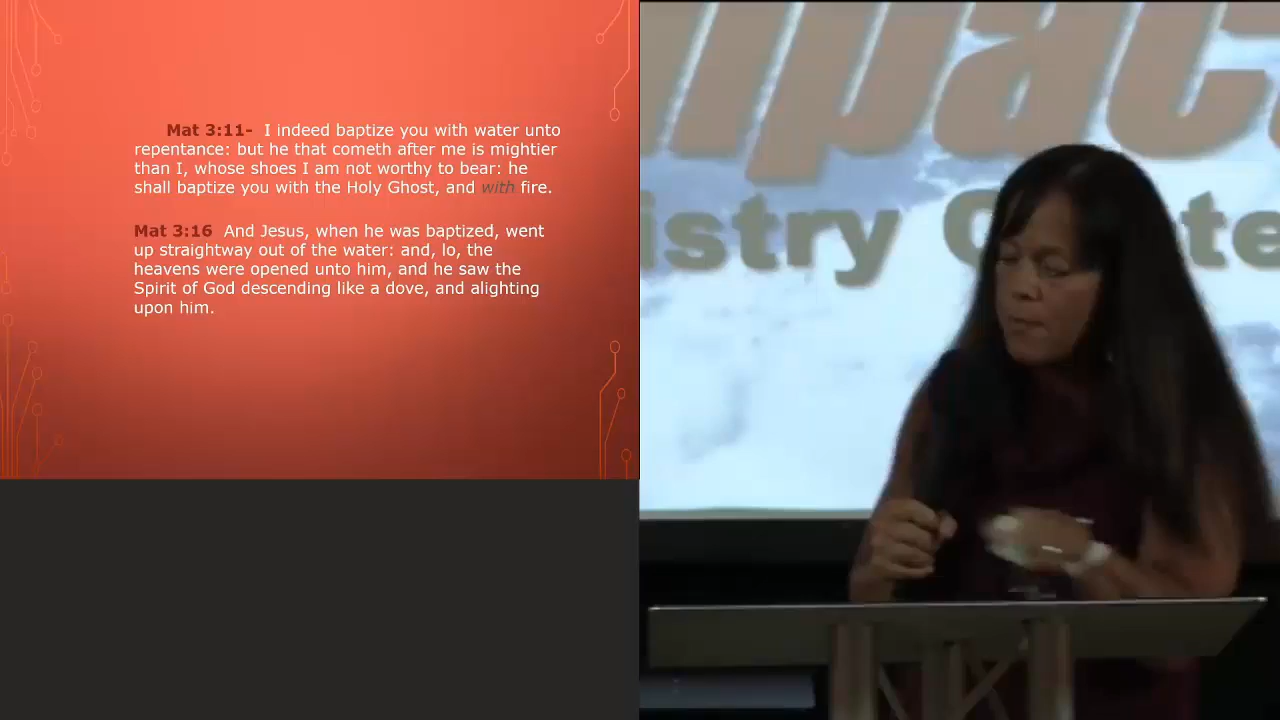 Mat 3:11- I indeed baptize you with water unto
repentance: but he that cometh after me is mightier
than I, whose shoes I am not worthy to bear: he
shall baptize you with the Holy Ghost, and with fire.
Mat 3:16 And Jesus, when he was baptized, went
up straightway out of the water: and, lo, the
heavens were opened unto him, and he saw the
Spirit of God descending like a dove, and alighting
upon him.